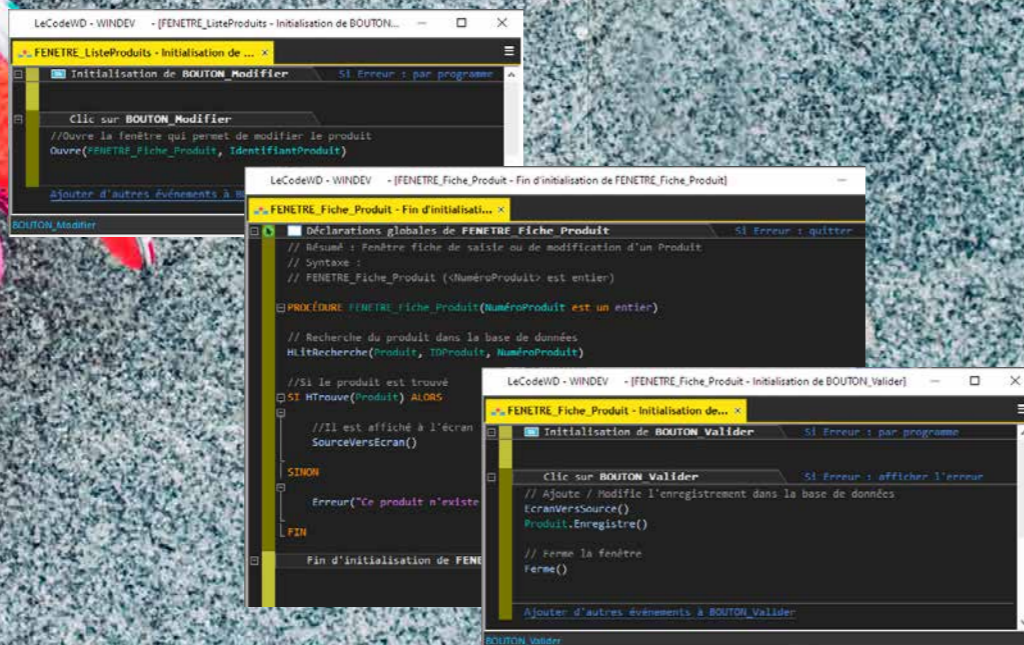 LeCodeWD - WINDEV - [FENETRE_ListeProduits - Initialisation de BOUTON...
FENETRE_ListeProduits - Initialisation de ... ×
Initialisation de BOUTON_Modifier Si Erreur : par programme
Clic sur BOUTON_Modifier
//Ouvre la fenêtre qui permet de modifier le produit
Ouvre(FENETRE_Fiche_Produit, IdentifiantProduit)
Ajouter d'autres événements à
BOUTON_Modifier
LeCodeWD - WINDEV - [FENETRE_Fiche_Produit - Fin d'initialisation de FENETRE_Fiche_Produit]
FENETRE_Fiche_Produit - Fin d'initialisati... ×
Déclarations globales de FENETRE_Fiche_Produit Si Erreur : quitter
// Résumé : Fenêtre fiche de saisie ou de modification d'un Produit
// Syntaxe :
// FENETRE_Fiche_Produit (<NuméroProduit> est entier)
PROCÉDURE FENETRE_Fiche_Produit(NuméroProduit est un entier)
// Recherche du produit dans la base de données
HLitRecherche(Produit, IDProduit, NuméroProduit)
//Si le produit est trouvé
SI HTrouve(Produit) ALORS
//Il est affiché à l'écran
SourceVersEcran()
SINON
Erreur("Ce produit n'existe
FIN
Fin d'initialisation de FENE
LeCodeWD - WINDEV - [FENETRE_Fiche_Produit - Initialisation de BOUTON_Valider]
FENETRE_Fiche_Produit - Initialisation de... ×
Initialisation de BOUTON_Valider Si Erreur : par programme
Clic sur BOUTON_Valider Si Erreur : afficher l'erreur
// Ajoute / Modifie l'enregistrement dans la base de données
EcranVersSource()
Produit.Enregistre()
// Ferme la fenêtre
Ferme()
Ajouter d'autres événements à BOUTON_Valider
BOUTON_Valider